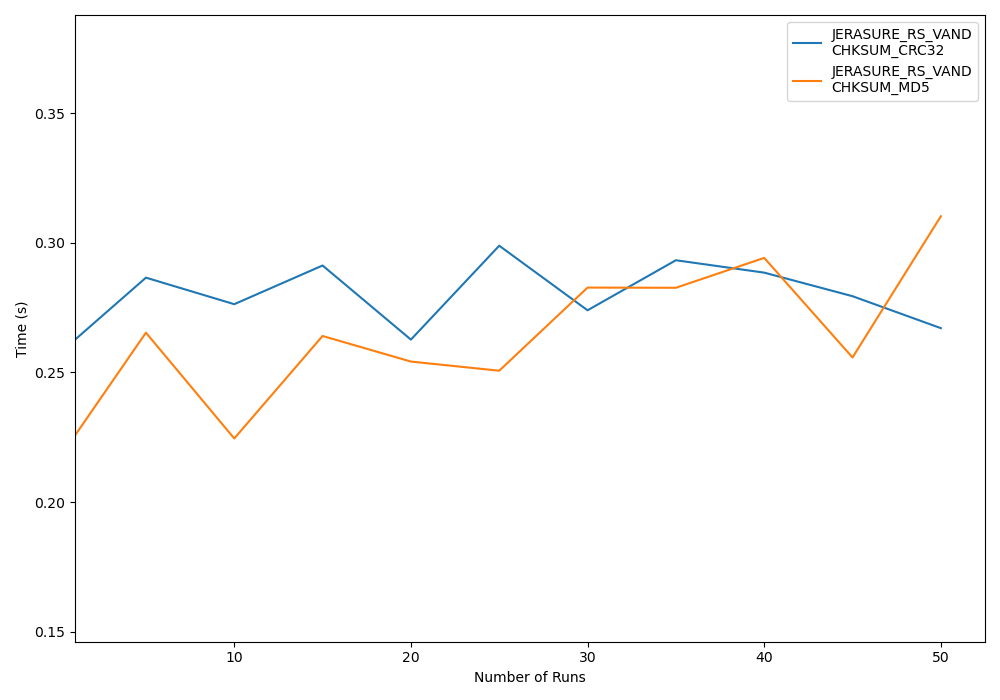 JERASURE_RS_VAND
CHKSUM_CRC32
JERASURE_RS_VAND
CHKSUM_MD5
0.35
0.30
0.25
0.20
0.15
Time (s)
10 20 30 40 50
Number of Runs